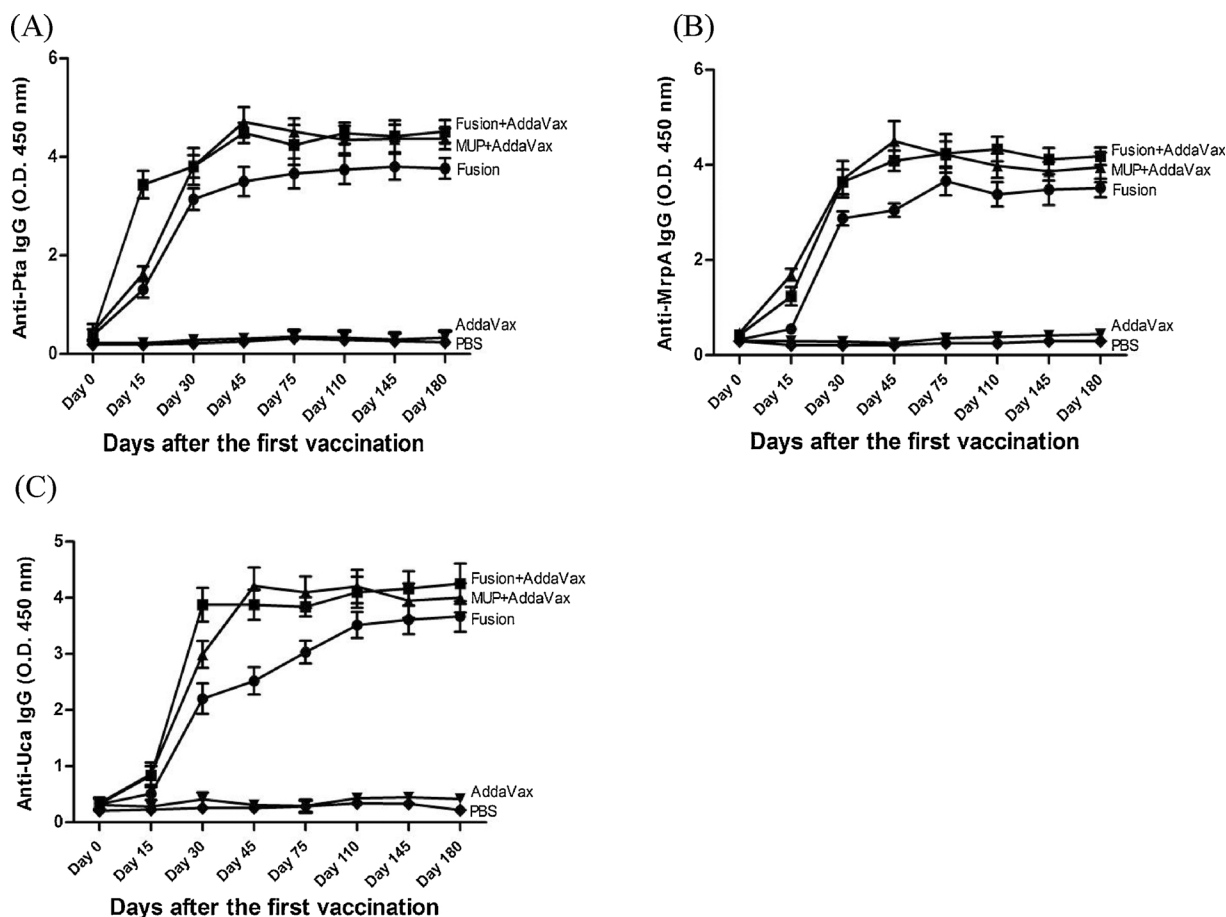 (A)
Anti-Pta IgG (O.D. 450 nm)
6
4
2
0
Fusion+AddaVax
MUP+AddaVax
Fusion
AddaVax
PBS
Day 0
Day 15
Day 30
Day 45
Day 75
Day 110
Day 145
Day 180
Days after the first vaccination
(B)
Anti-MrpA IgG (O.D. 450 nm)
6
4
2
0
Fusion+AddaVax
MUP+AddaVax
Fusion
AddaVax
PBS
Day 0
Day 15
Day 30
Day 45
Day 75
Day 110
Day 145
Day 180
Days after the first vaccination
(C)
Anti-Uca IgG (O.D. 450 nm)
5
4
3
2
1
0
Fusion+AddaVax
MUP+AddaVax
Fusion
AddaVax
PBS
Day 0
Day 15
Day 30
Day 45
Day 75
Day 110
Day 145
Day 180
Days after the first vaccination